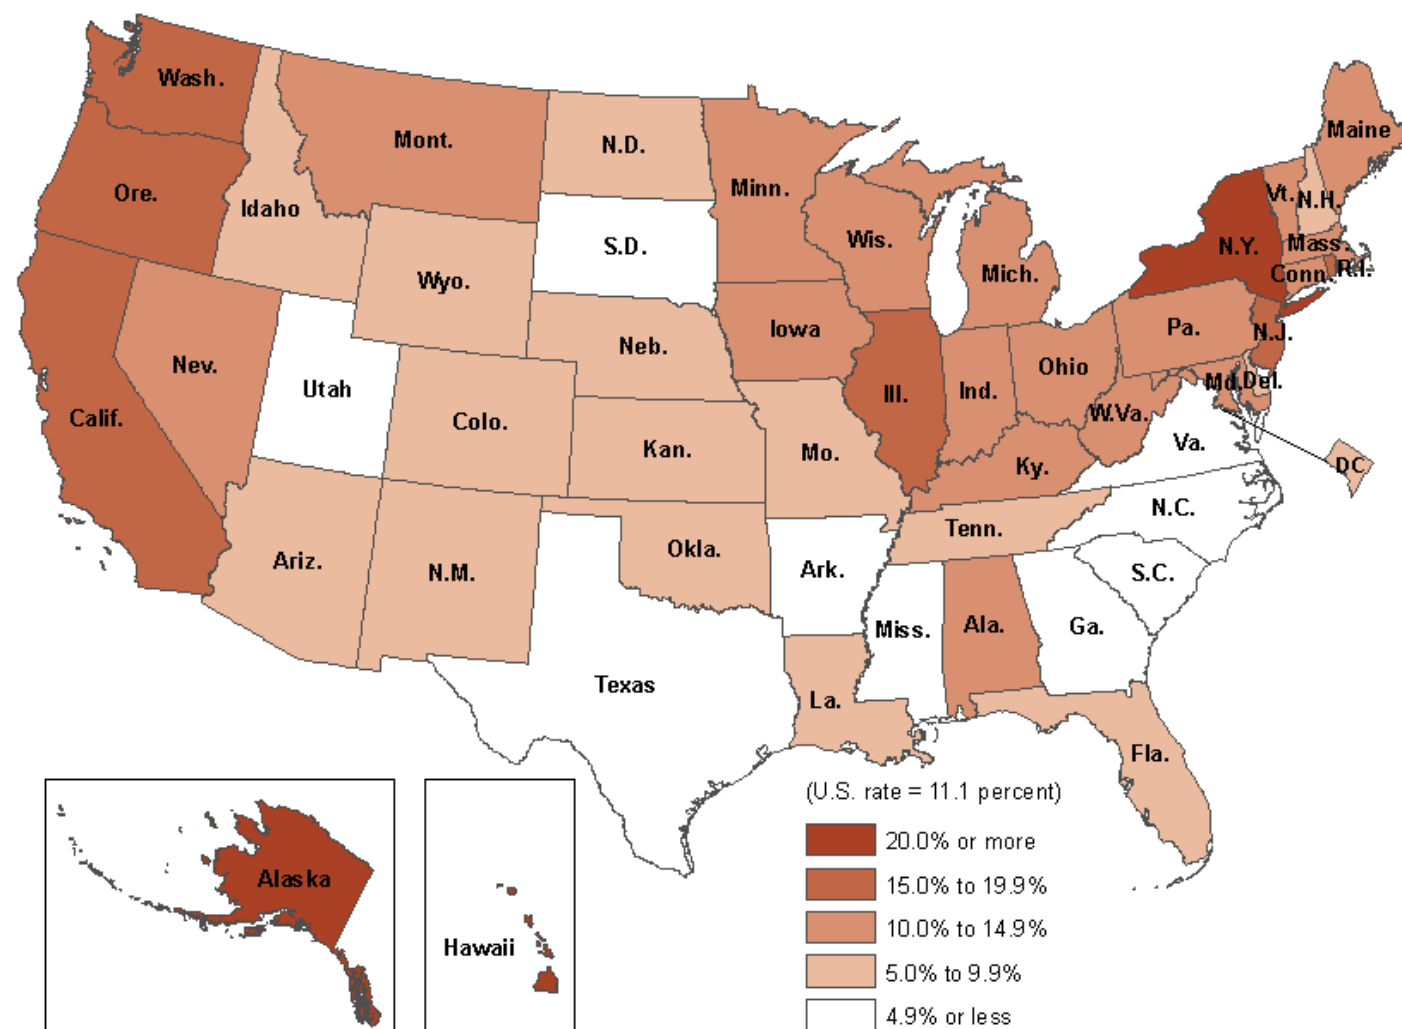 Wash.
Mont.
N.D.
Minn.
Maine
Ore.
Idaho
S.D.
Wis.
Mich.
Vt.
N.H.
N.Y.
Mass.
Conn.
R.I.
Wyo.
Iowa
Pa.
N.J.
Nev.
Neb.
Ohio
Utah
Ill.
Ind.
Md.
Del.
Calif.
Colo.
W.Va.
Kan.
Mo.
Ky.
Va.
DC
N.C.
Tenn.
Ariz.
N.M.
Okla.
Ark.
S.C.
Miss.
Ala.
Ga.
Texas
La.
Fla.
Alaska
Hawaii
(U.S. rate = 11.1 percent)
20.0% or more
15.0% to 19.9%
10.0% to 14.9%
5.0% to 9.9%
4.9% or less